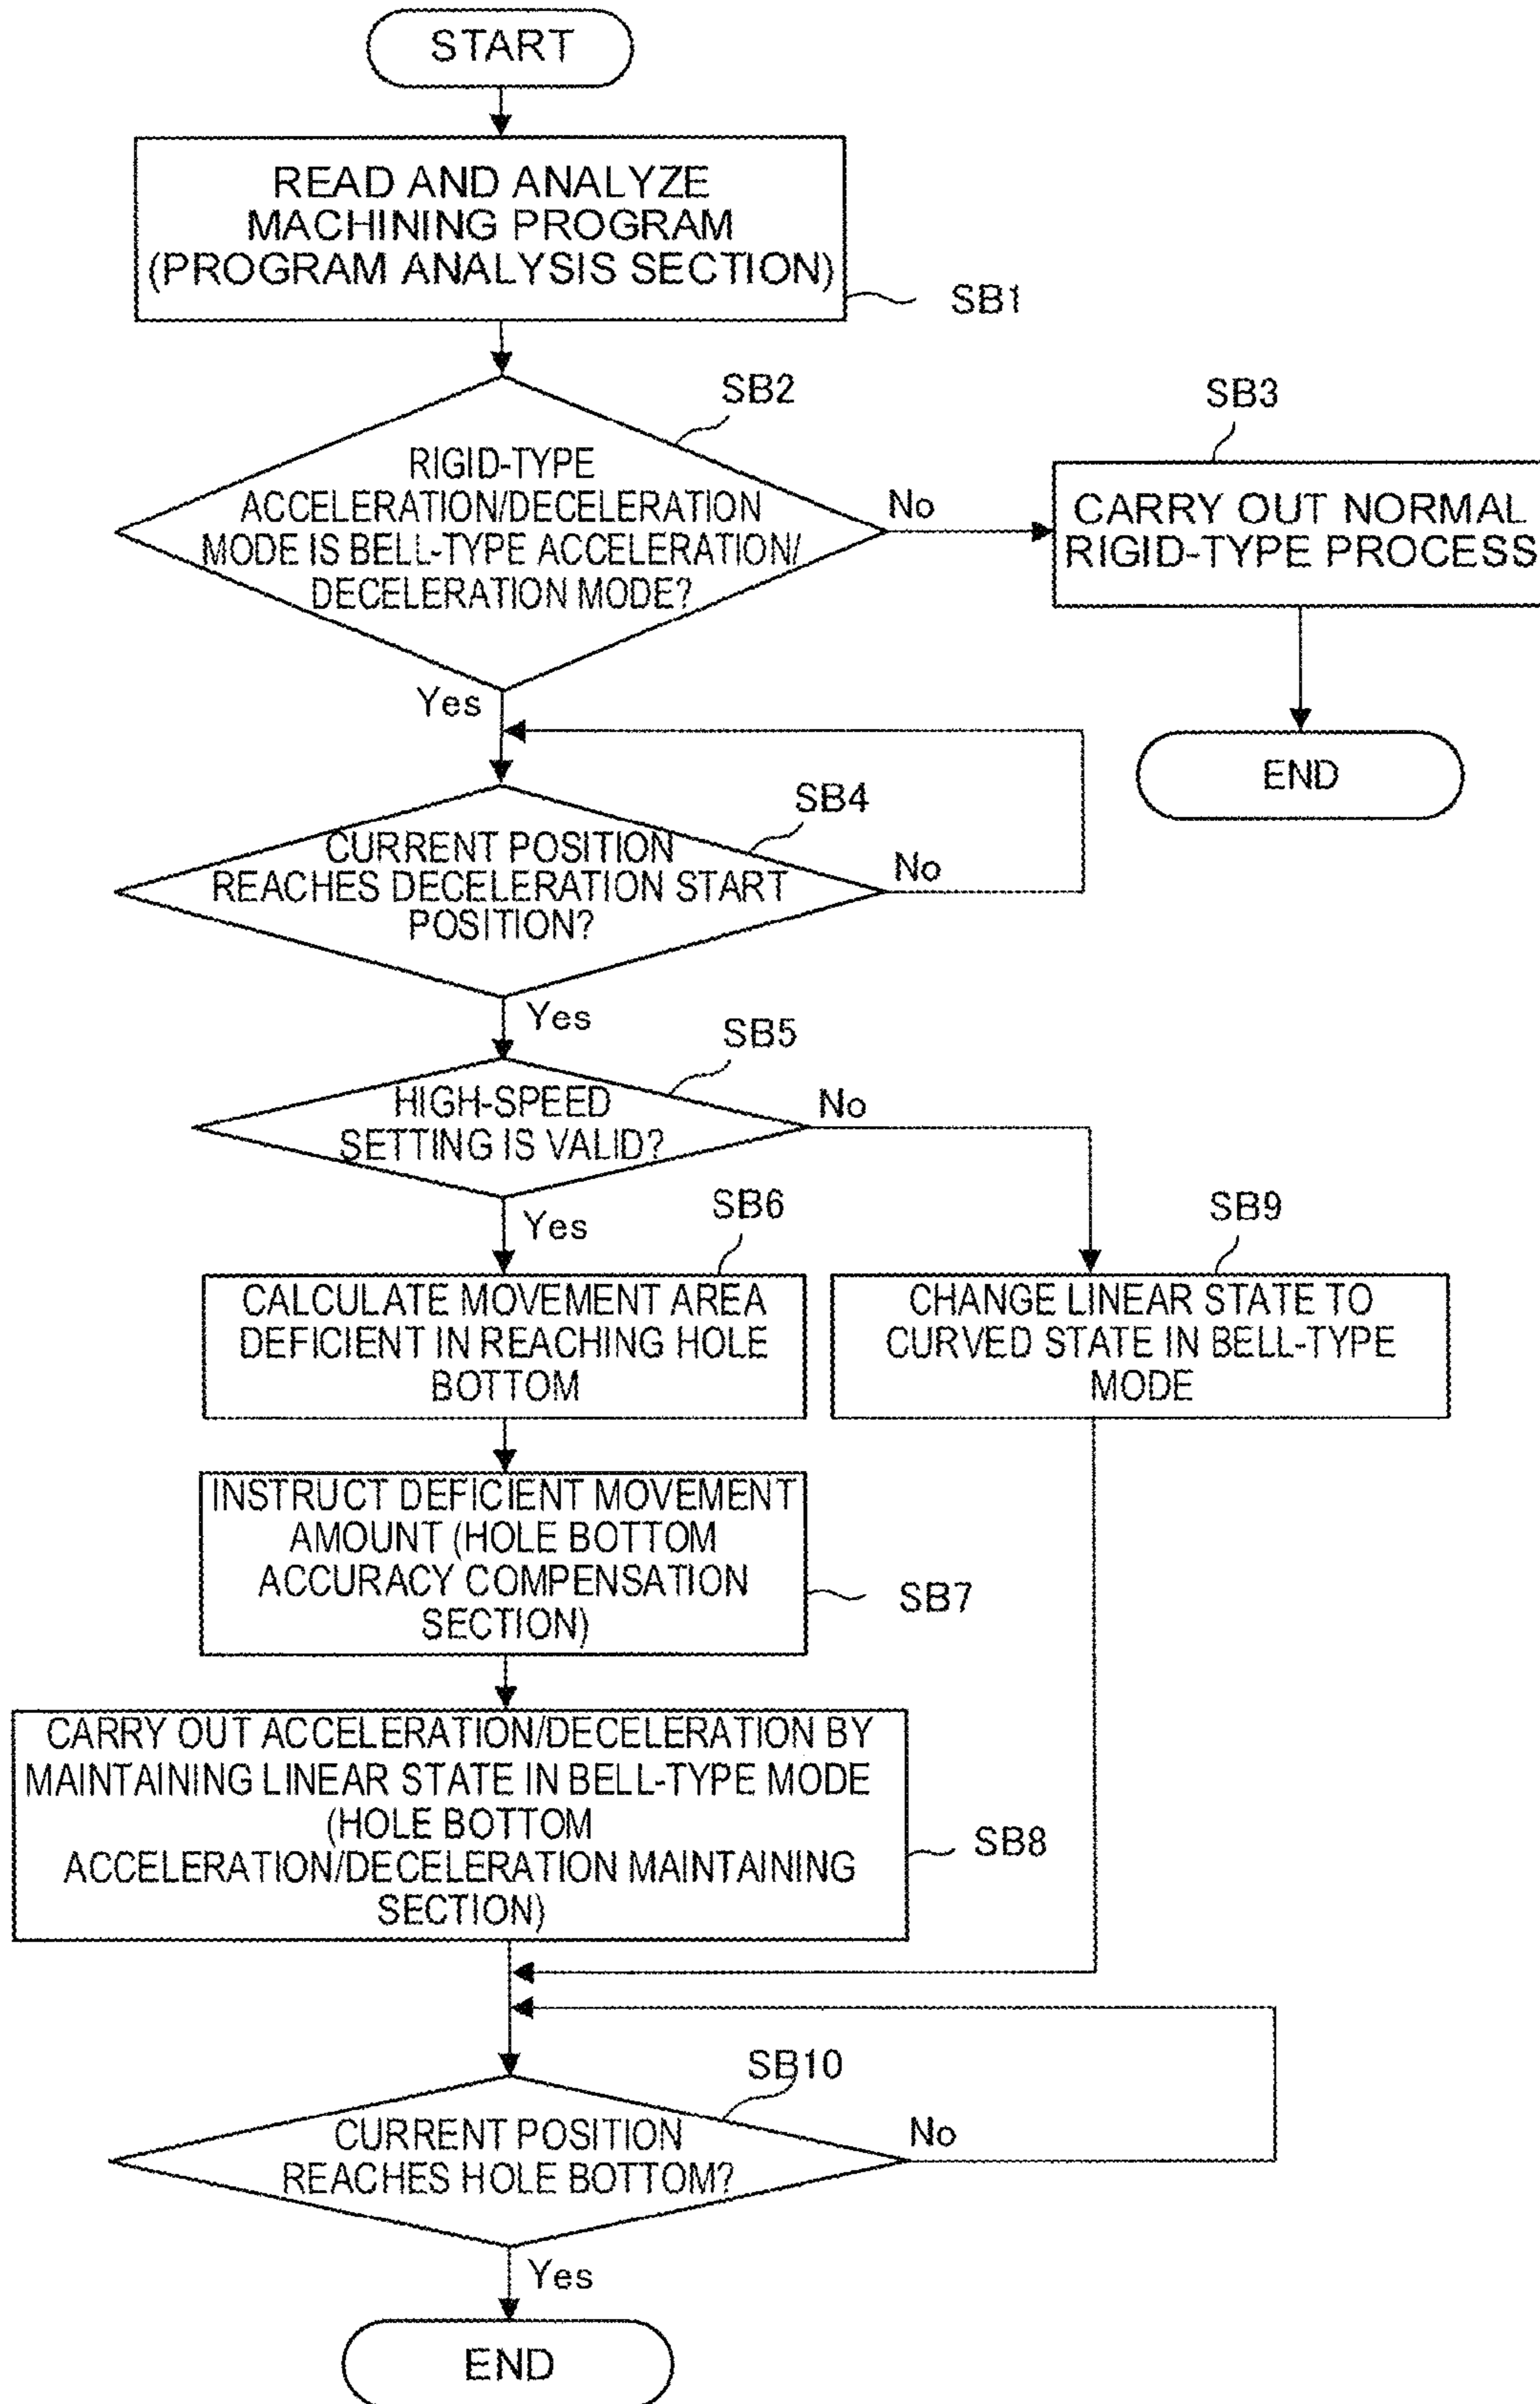 START
READ AND ANALYZE
MACHINING PROGRAM
(PROGRAM ANALYSIS SECTION)
SB1
SB2
RIGID-TYPE
ACCELERATION/DECELERATION
MODE IS BELL-TYPE ACCELERATION/
DECELERATION MODE?
No
SB3
CARRY OUT NORMAL
RIGID-TYPE PROCESS
END
Yes
SB4
CURRENT POSITION
REACHES DECELERATION START
POSITION?
No
Yes
SB5
HIGH-SPEED
SETTING IS VALID?
No
Yes
SB6
CALCULATE MOVEMENT AREA
DEFICIENT IN REACHING HOLE
BOTTOM
SB9
CHANGE LINEAR STATE TO
CURVED STATE IN BELL-TYPE
MODE
INSTRUCT DEFICIENT MOVEMENT
AMOUNT (HOLE BOTTOM
ACCURACY COMPENSATION
SECTION)
SB7
CARRY OUT ACCELERATION/DECELERATION BY
MAINTAINING LINEAR STATE IN BELL-TYPE MODE
(HOLE BOTTOM
ACCELERATION/DECELERATION MAINTAINING
SECTION)
SB8
SB10
CURRENT POSITION
REACHES HOLE BOTTOM?
No
Yes
END